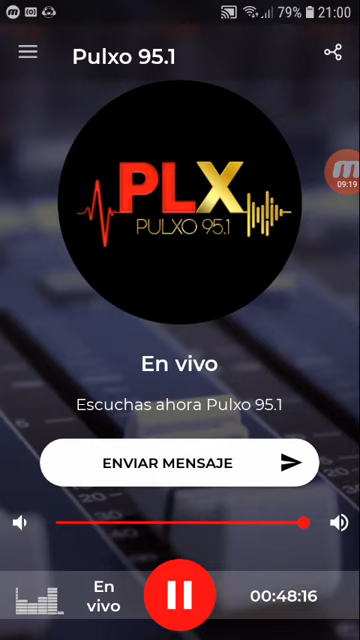 79% 21:00
Pulxo 95.1
PLX
PULXO 95.1
09:19
En vivo
Escuchas ahora Pulxo 95.1
ENVIAR MENSAJE
En
vivo
00:48:16